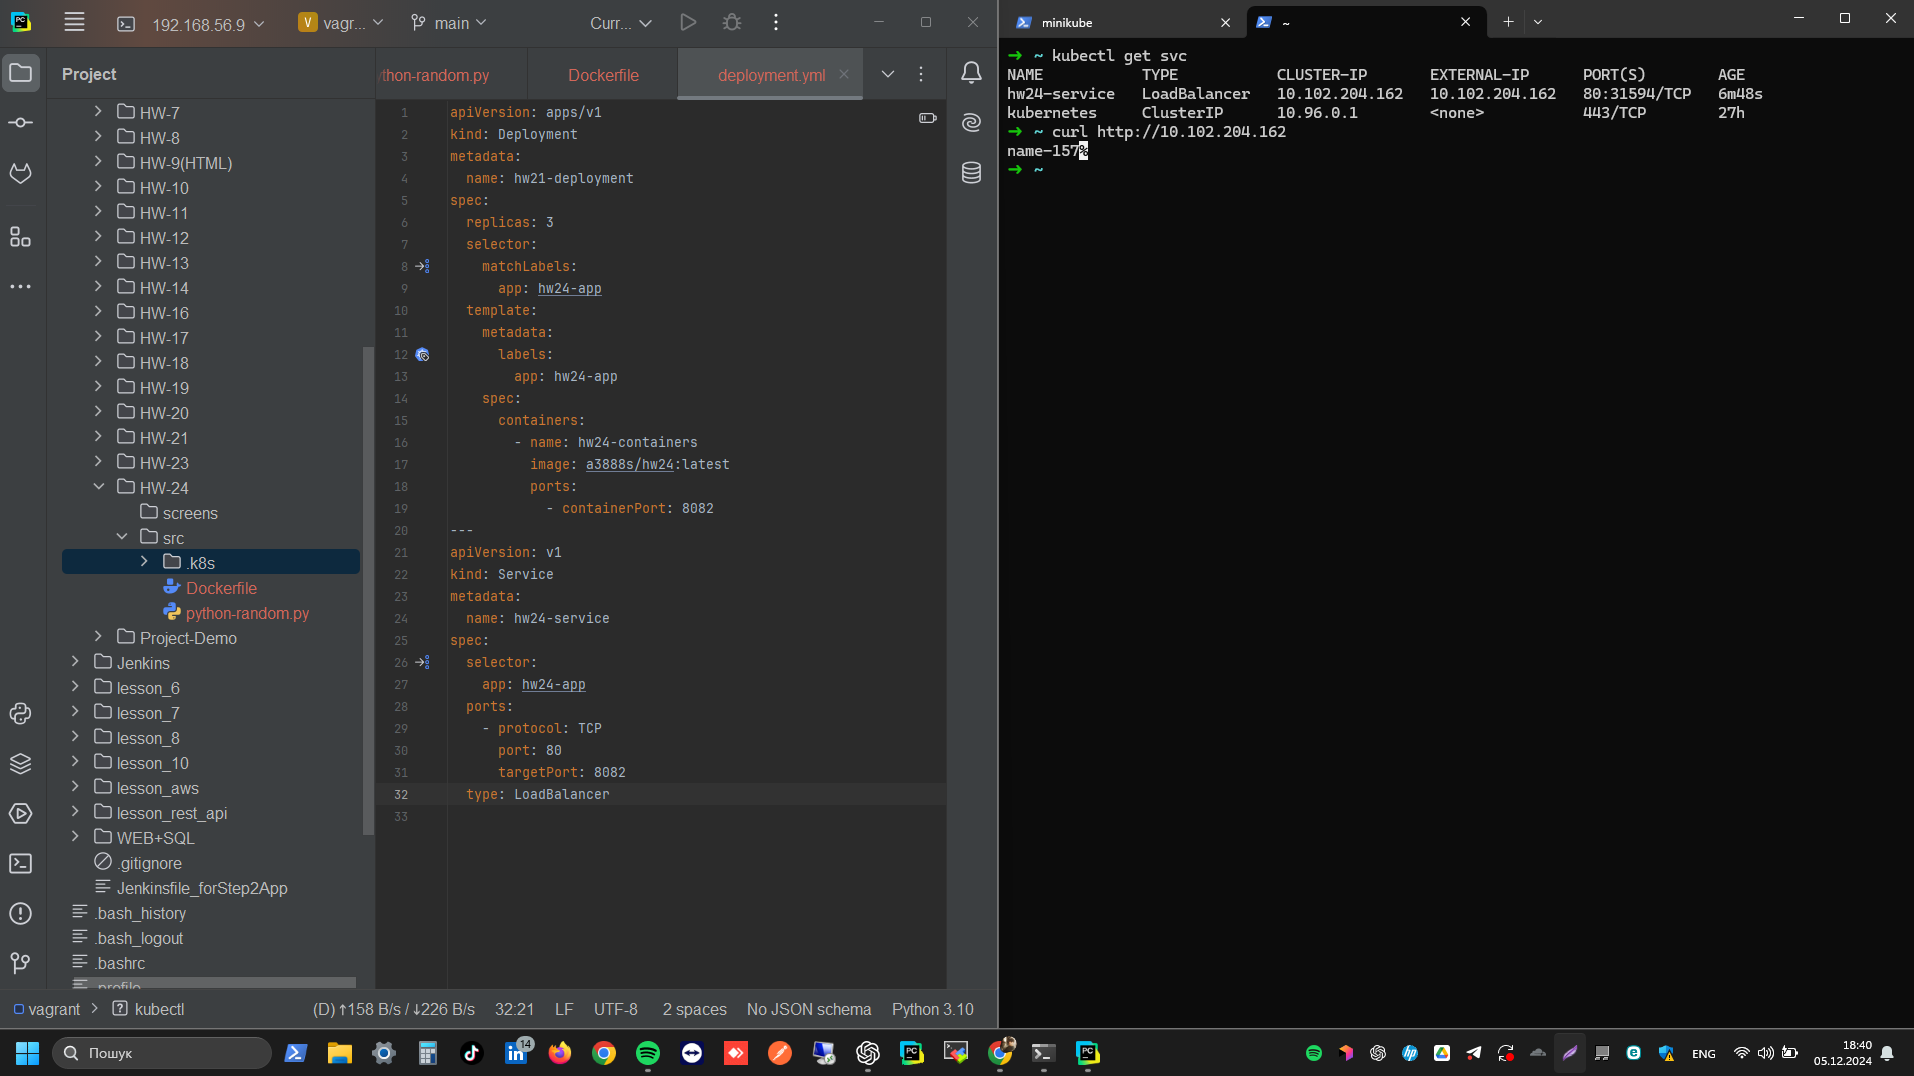 192.168.56.9
vagr...
main
Curr...
Project
HW-7
HW-8
HW-9(HTML)
HW-10
HW-11
HW-12
HW-13
HW-14
HW-16
HW-17
HW-18
HW-19
HW-20
HW-21
HW-23
HW-24
screens
src
.k8s
Dockerfile
python-random.py
Project-Demo
Jenkins
lesson_6
lesson_7
lesson_8
lesson_10
lesson_aws
lesson_rest_api
WEB+SQL
.gitignore
Jenkinsfile_forStep2App
.bash_history
.bash_logout
.bashrc
.profile
thon-random.py
Dockerfile
deployment.yml
1 apiVersion: apps/v1
2 kind: Deployment
3 metadata:
4 name: hw21-deployment
5 spec:
6 replicas: 3
7 selector:
8 matchLabels:
9 app: hw24-app
10 template:
11 metadata:
12 labels:
13 app: hw24-app
14 spec:
15 containers:
16 - name: hw24-containers
17 image: a3888s/hw24:latest
18 ports:
19 - containerPort: 8082
20 ---
21 apiVersion: v1
22 kind: Service
23 metadata:
24 name: hw24-service
25 spec:
26 selector:
27 app: hw24-app
28 ports:
29 - protocol: TCP
30 port: 80
31 targetPort: 8082
32 type: LoadBalancer
33
vagrant > kubectl
(D) ↑158 B/s / ↓226 B/s
32:21
LF
UTF-8
2 spaces
No JSON schema
Python 3.10
minikube
~
➜ ~ kubectl get svc
NAME TYPE CLUSTER-IP EXTERNAL-IP PORT(S) AGE
hw24-service LoadBalancer 10.102.204.162 10.102.204.162 80:31594/TCP 6m48s
kubernetes ClusterIP 10.96.0.1 <none> 443/TCP 27h
➜ ~ curl http://10.102.204.162
name-157%
➜ ~
Пошук
14
ENG
18:40
05.12.2024